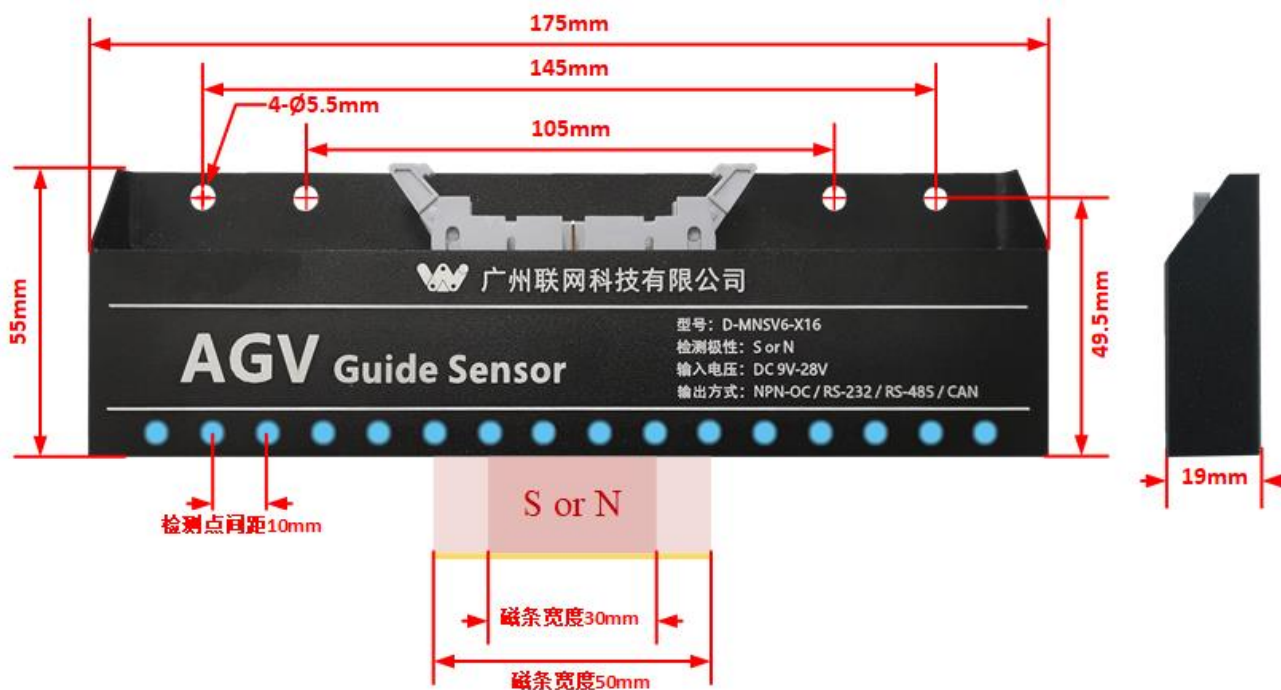 175mm
145mm
4-Ø5.5mm
105mm
55mm
49.5mm
广州联网科技有限公司
AGV Guide Sensor
型号：D-MNSV6-X16
检测极性：S or N
输入电压：DC 9V-28V
输出方式：NPN-OC / RS-232 / RS-485 / CAN
19mm
S or N
检测点间距10mm
磁条宽度30mm
磁条宽度50mm